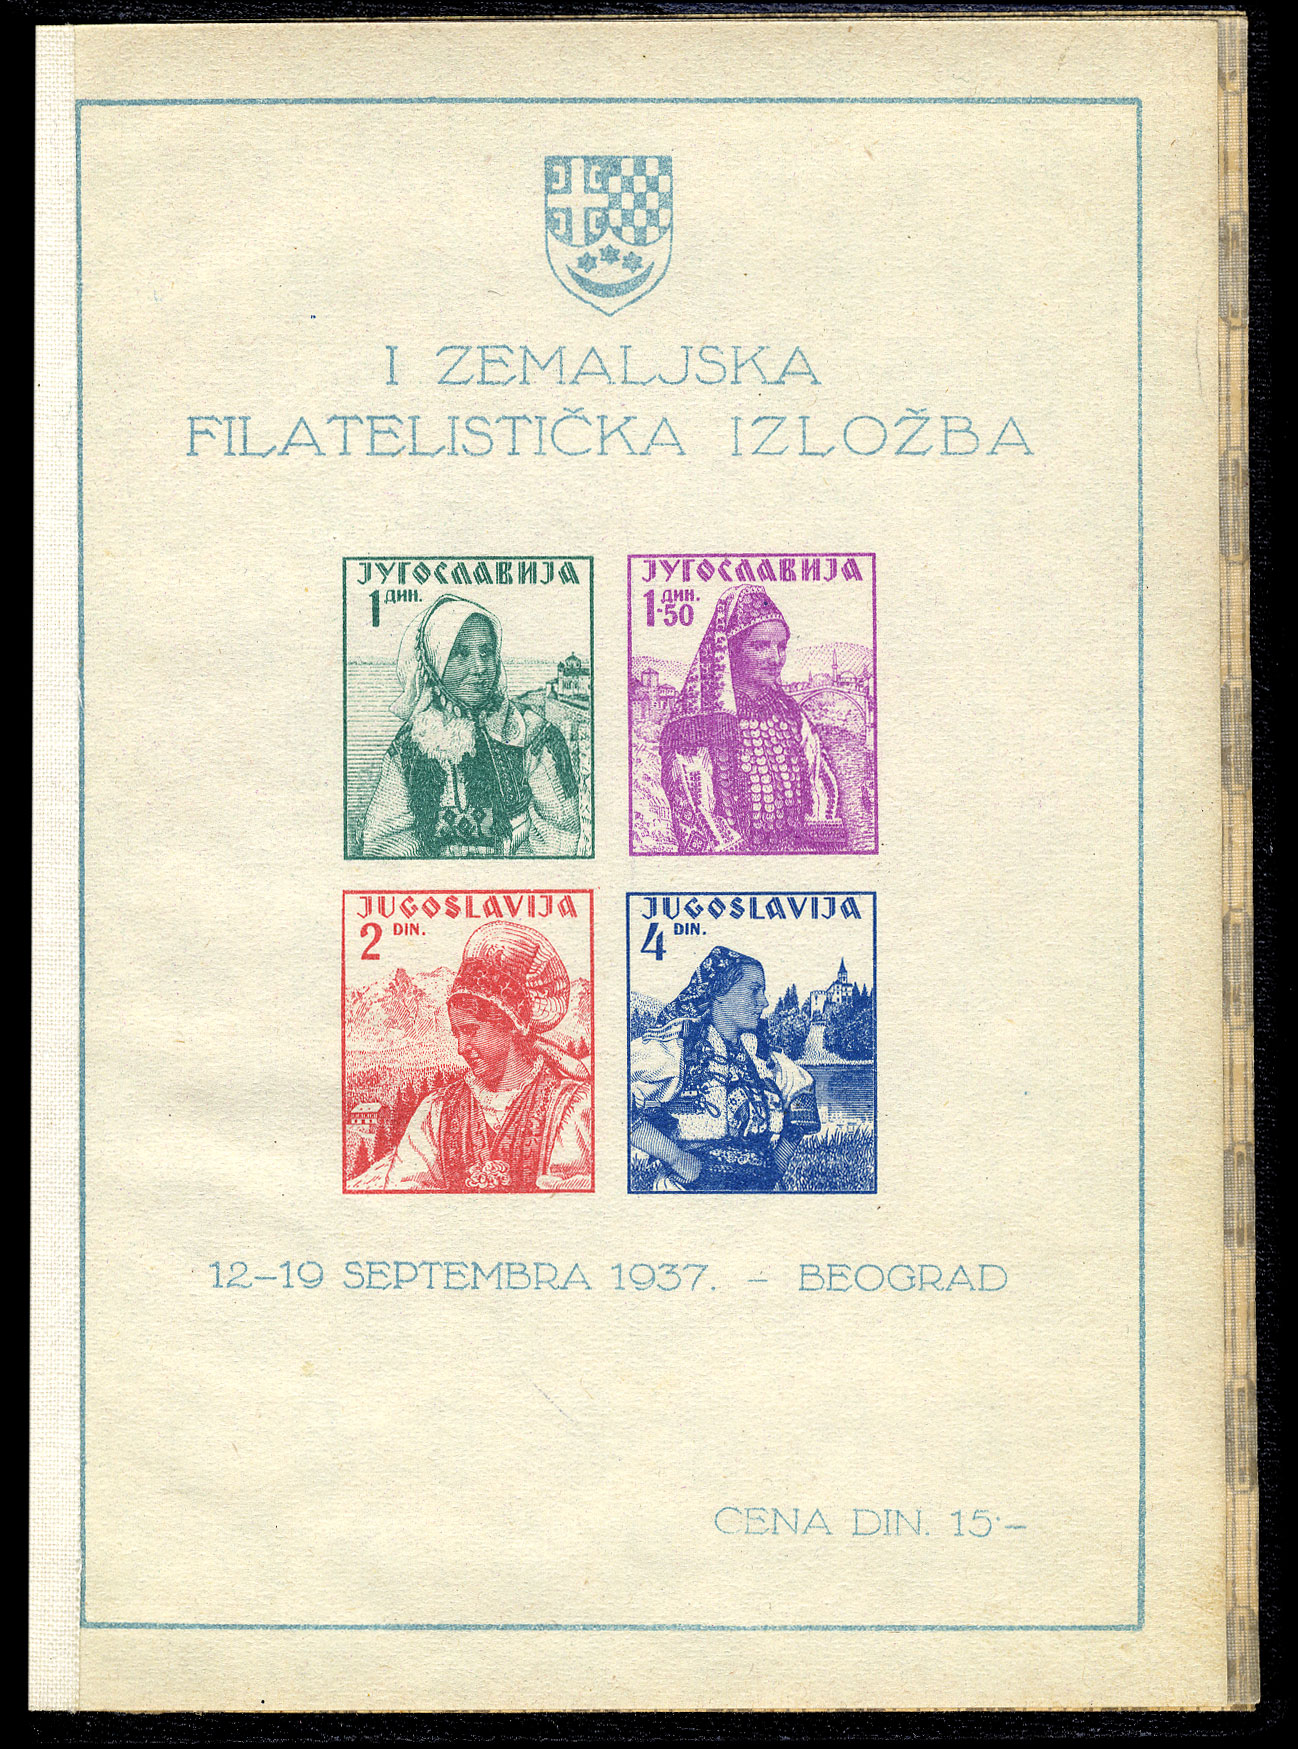 I ZEMALJSKA
FILATELISTIČKA IZLOŽBA
ЈУГОСЛАВИЈА
1 ДИН.
ЈУГОСЛАВИЈА
1·50 ДИН.
JUGOSLAVIJA
2 DIN.
JUGOSLAVIJA
4 DIN.
12–19 SEPTEMBRA 1937. – BEOGRAD
CENA DIN. 15·–